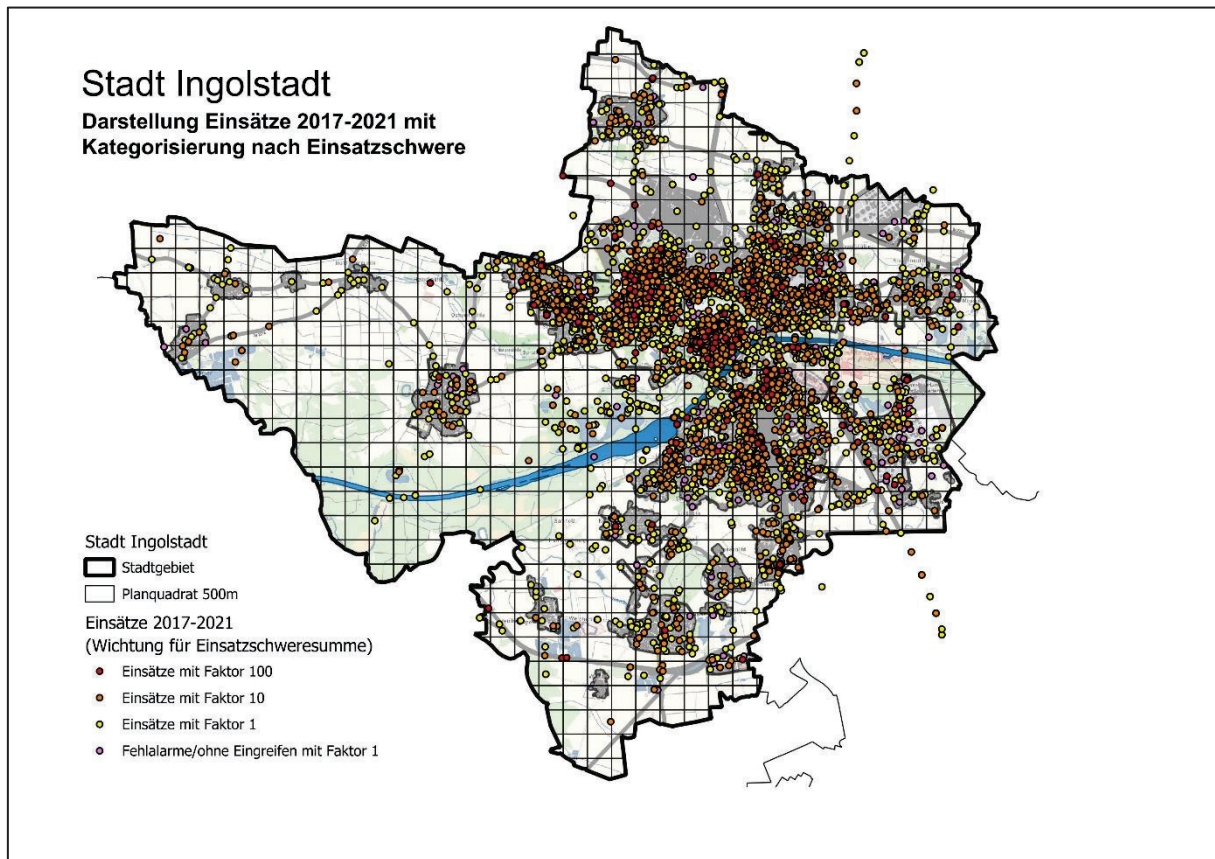 Stadt Ingolstadt
Darstellung Einsätze 2017-2021 mit
Kategorisierung nach Einsatzschwere
Stadt Ingolstadt
Stadtgebiet
Planquadrat 500m
Einsätze 2017-2021
(Wichtung für Einsatzschweresumme)
Einsätze mit Faktor 100
Einsätze mit Faktor 10
Einsätze mit Faktor 1
Fehlalarme/ohne Eingreifen mit Faktor 1